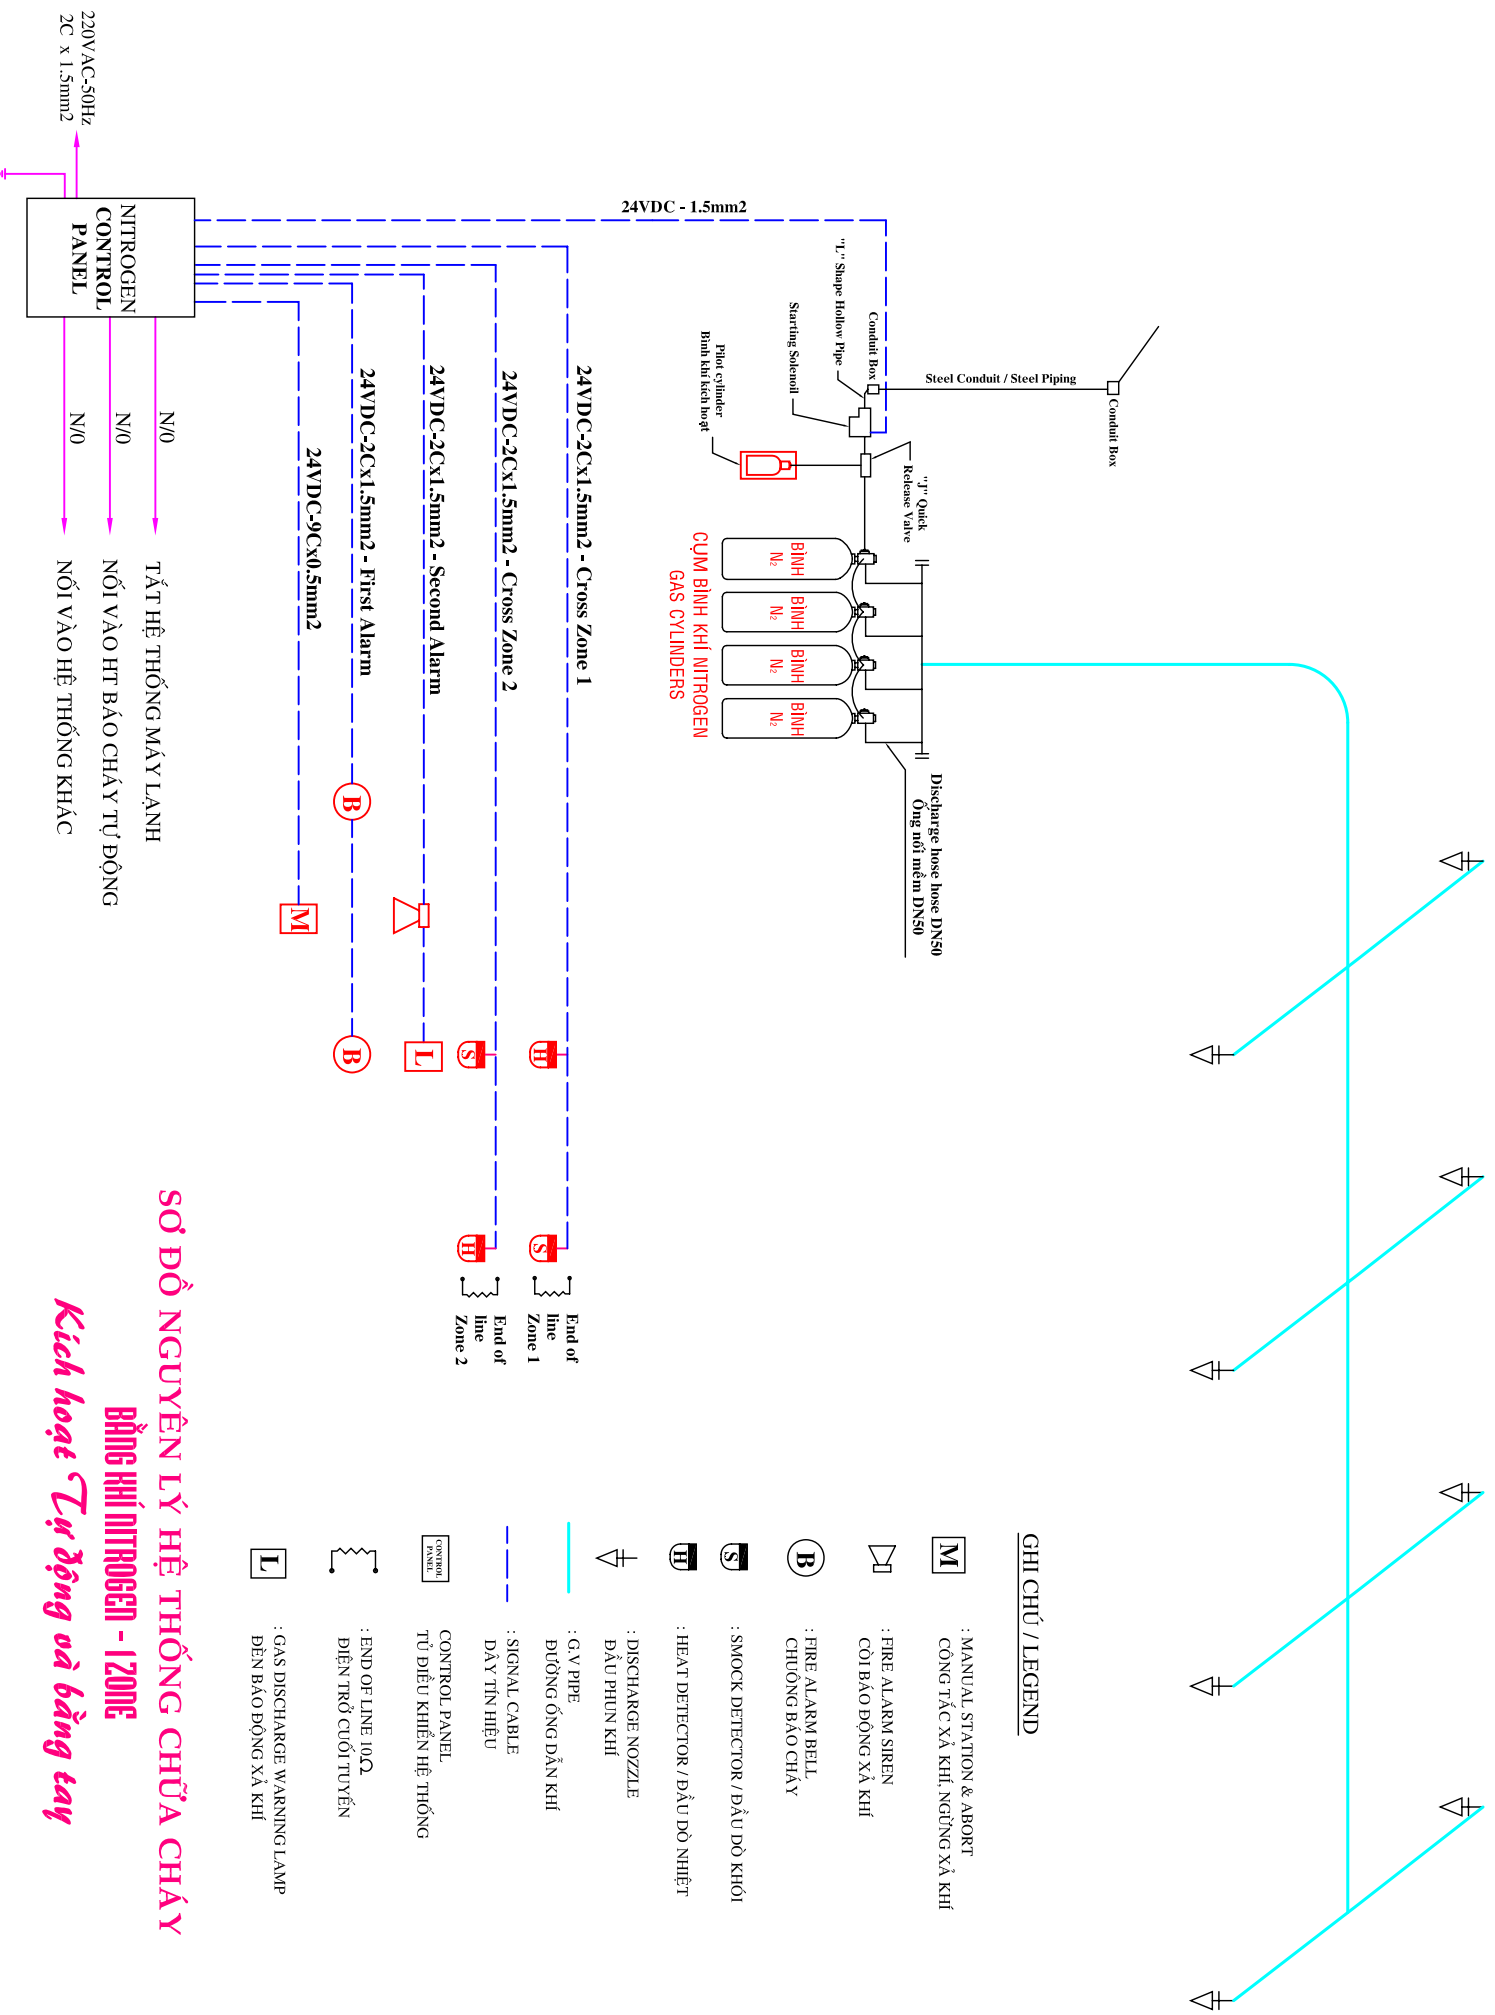 Conduit Box
Steel Conduit / Steel Piping
Conduit Box
"L" Shape Hollow Pipe
Starting Solenoil
"J" Quick
Release Valve
Pilot cylinder
Bình khí kích hoạt
BÌNH
N₂
BÌNH
N₂
BÌNH
N₂
BÌNH
N₂
CỤM BÌNH KHÍ NITROGEN
GAS CYLINDERS
Discharge hose hose DN50
Ống nối mềm DN50
24VDC - 1.5mm2
24VDC-2Cx1.5mm2 - Cross Zone 1
H
S
End of
line
Zone 1
24VDC-2Cx1.5mm2 - Cross Zone 2
S
H
End of
line
Zone 2
24VDC-2Cx1.5mm2 - Second Alarm
L
24VDC-2Cx1.5mm2 - First Alarm
B
B
24VDC-9Cx0.5mm2
M
220VAC-50Hz
2C x 1.5mm2
NITROGEN
CONTROL
PANEL
N/0
TẮT HỆ THỐNG MÁY LẠNH
N/0
NỐI VÀO HT BÁO CHÁY TỰ ĐỘNG
N/0
NỐI VÀO HỆ THỐNG KHÁC
GHI CHÚ / LEGEND
M
: MANUAL STATION & ABORT
CÔNG TẮC XẢ KHÍ, NGỪNG XẢ KHÍ
: FIRE ALARM SIREN
CÒI BÁO ĐỘNG XẢ KHÍ
B
: FIRE ALARM BELL
CHUÔNG BÁO CHÁY
S
: SMOCK DETECTOR / ĐẦU DÒ KHÓI
H
: HEAT DETECTOR / ĐẦU DÒ NHIỆT
: DISCHARGE NOZZLE
ĐẦU PHUN KHÍ
: G.V PIPE
ĐƯỜNG ỐNG DẪN KHÍ
: SIGNAL CABLE
DÂY TÍN HIỆU
CONTROL
PANEL
CONTROL PANEL
TỦ ĐIỀU KHIỂN HỆ THỐNG
: END OF LINE 10Ω
ĐIỆN TRỞ CUỐI TUYẾN
L
: GAS DISCHARGE WARNING LAMP
ĐÈN BÁO ĐỘNG XẢ KHÍ
SƠ ĐỒ NGUYÊN LÝ HỆ THỐNG CHỮA CHÁY
BẰNG KHÍ NITROGEN - 1 ZONE
Kích hoạt Tự động và bằng tay